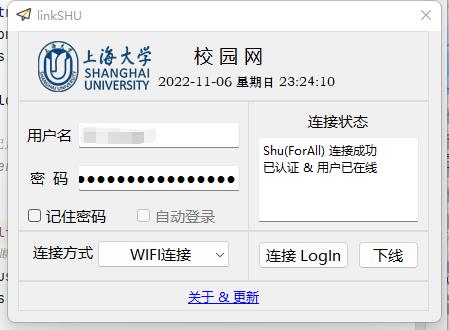 linkSHU
上海大学
SHANGHAI
UNIVERSITY
校 园 网
2022-11-06 星期日 23:24:10
用户名
密 码
●●●●●●●●●●●●●●●●
记住密码
自动登录
连接状态
Shu(ForAll) 连接成功
已认证 & 用户已在线
连接方式
WIFI连接
连接 LogIn
下线
关于 & 更新